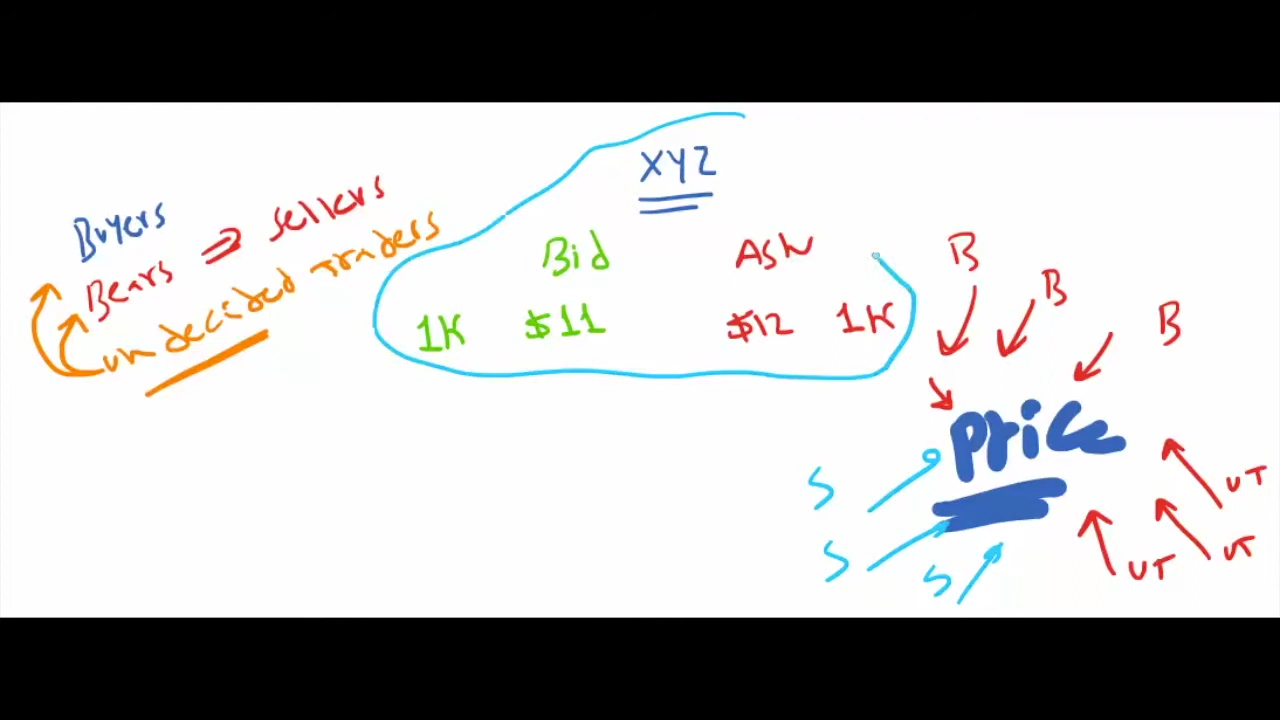 XYZ
Buyers
Bears ⇒ sellers
undecided traders
Bid Ask
1K $11 $12 1K
B
B
B
Price
S
S
S
UT
UT
UT